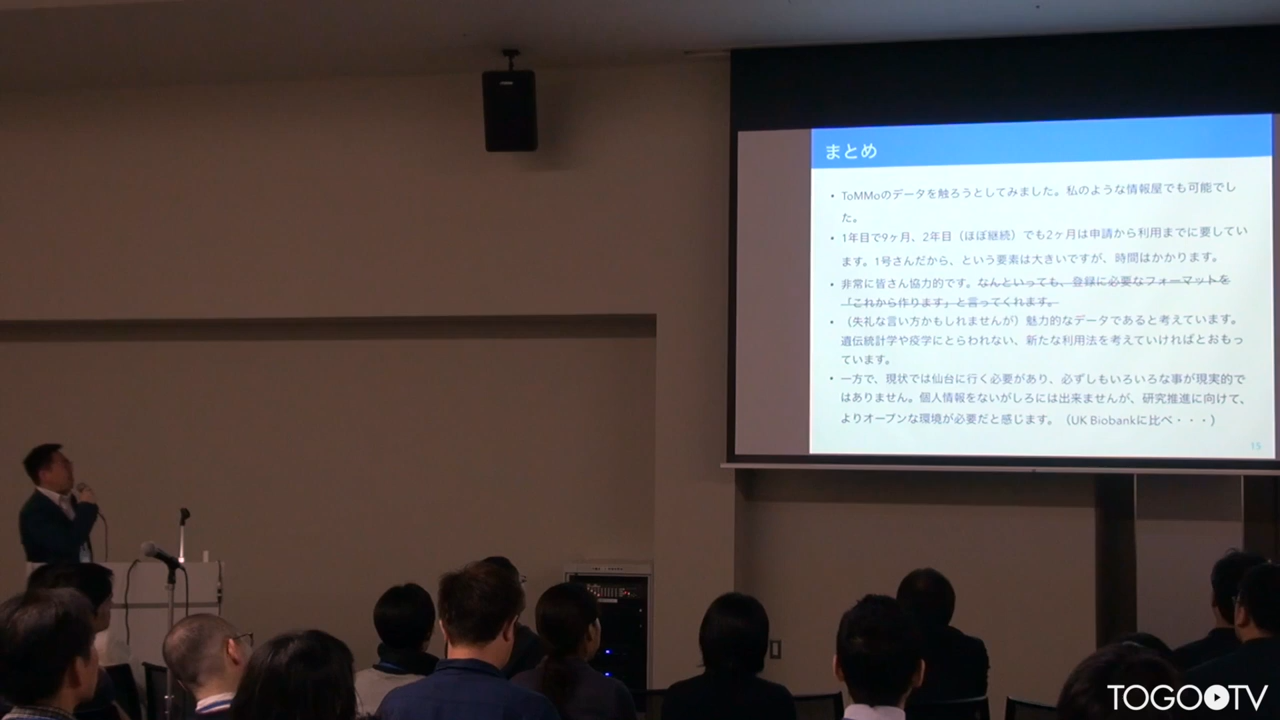 まとめ
• ToMMoのデータを触ろうとしてみました。私のような情報屋でも可能でし
た。
• 1年目で9ヶ月、2年目（ほぼ継続）でも2ヶ月は申請から利用までに要してい
ます。1号さんだから、という要素は大きいですが、時間はかかります。
• 非常に皆さん協力的です。なんといっても、登録に必要なフォーマットを
「これから作ります」と言ってくれます。
• （失礼な言い方かもしれませんが）魅力的なデータであると考えています。
遺伝統計学や疫学にとらわれない、新たな利用法を考えていければとおもっ
ています。
• 一方で、現状では仙台に行く必要があり、必ずしもいろいろな事が現実的で
はありません。個人情報をないがしろには出来ませんが、研究推進に向けて、
よりオープンな環境が必要だと感じます。（UK Biobankに比べ・・・）
15
TOGOTV